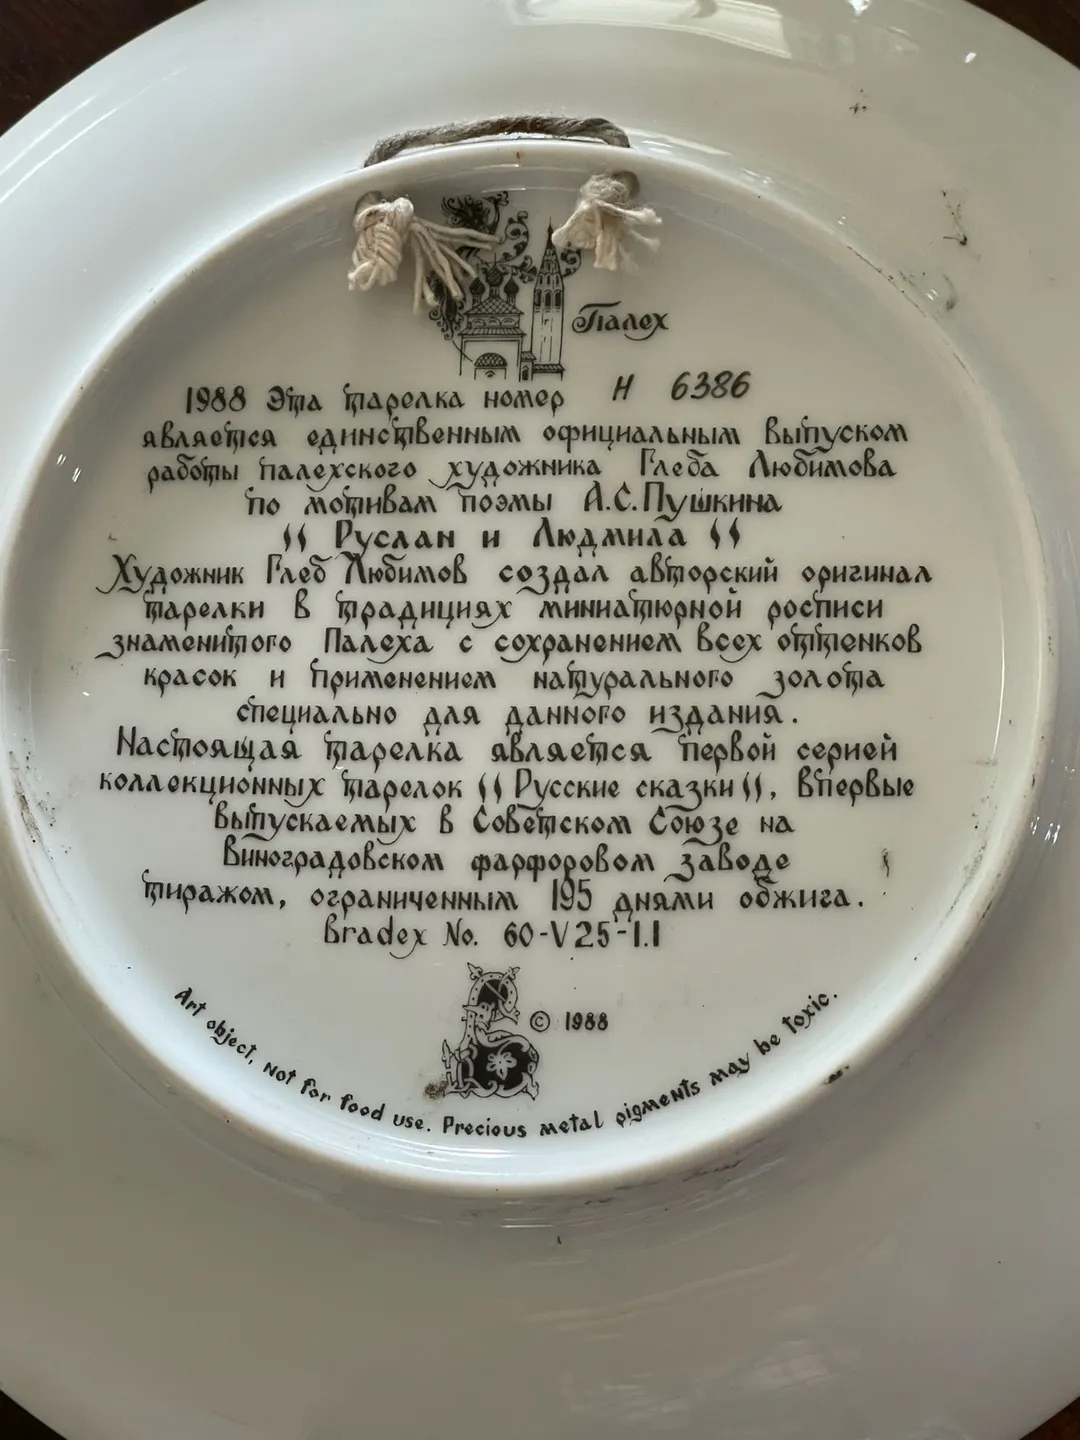 Палех
1988 Эта тарелка номер Н 6386
является единственным официальным выпуском
работы палехского художника Глеба Любимова
по мотивам поэмы А.С.Пушкина
"Руслан и Людмила"
Художник Глеб Любимов создал авторский оригинал
тарелки в традициях миниатюрной росписи
знаменитого Палеха с сохранением всех оттенков
красок и применением натурального золота
специально для данного издания.
Настоящая тарелка является первой серией
коллекционных тарелок "Русские сказки", впервые
выпускаемых в Советском Союзе на
Виноградовском фарфоровом заводе
тиражом, ограниченным 195 днями обжига.
Bradex No. 60-V25-1.1
© 1988
Art object, not for food use. Precious metal pigments may be toxic.